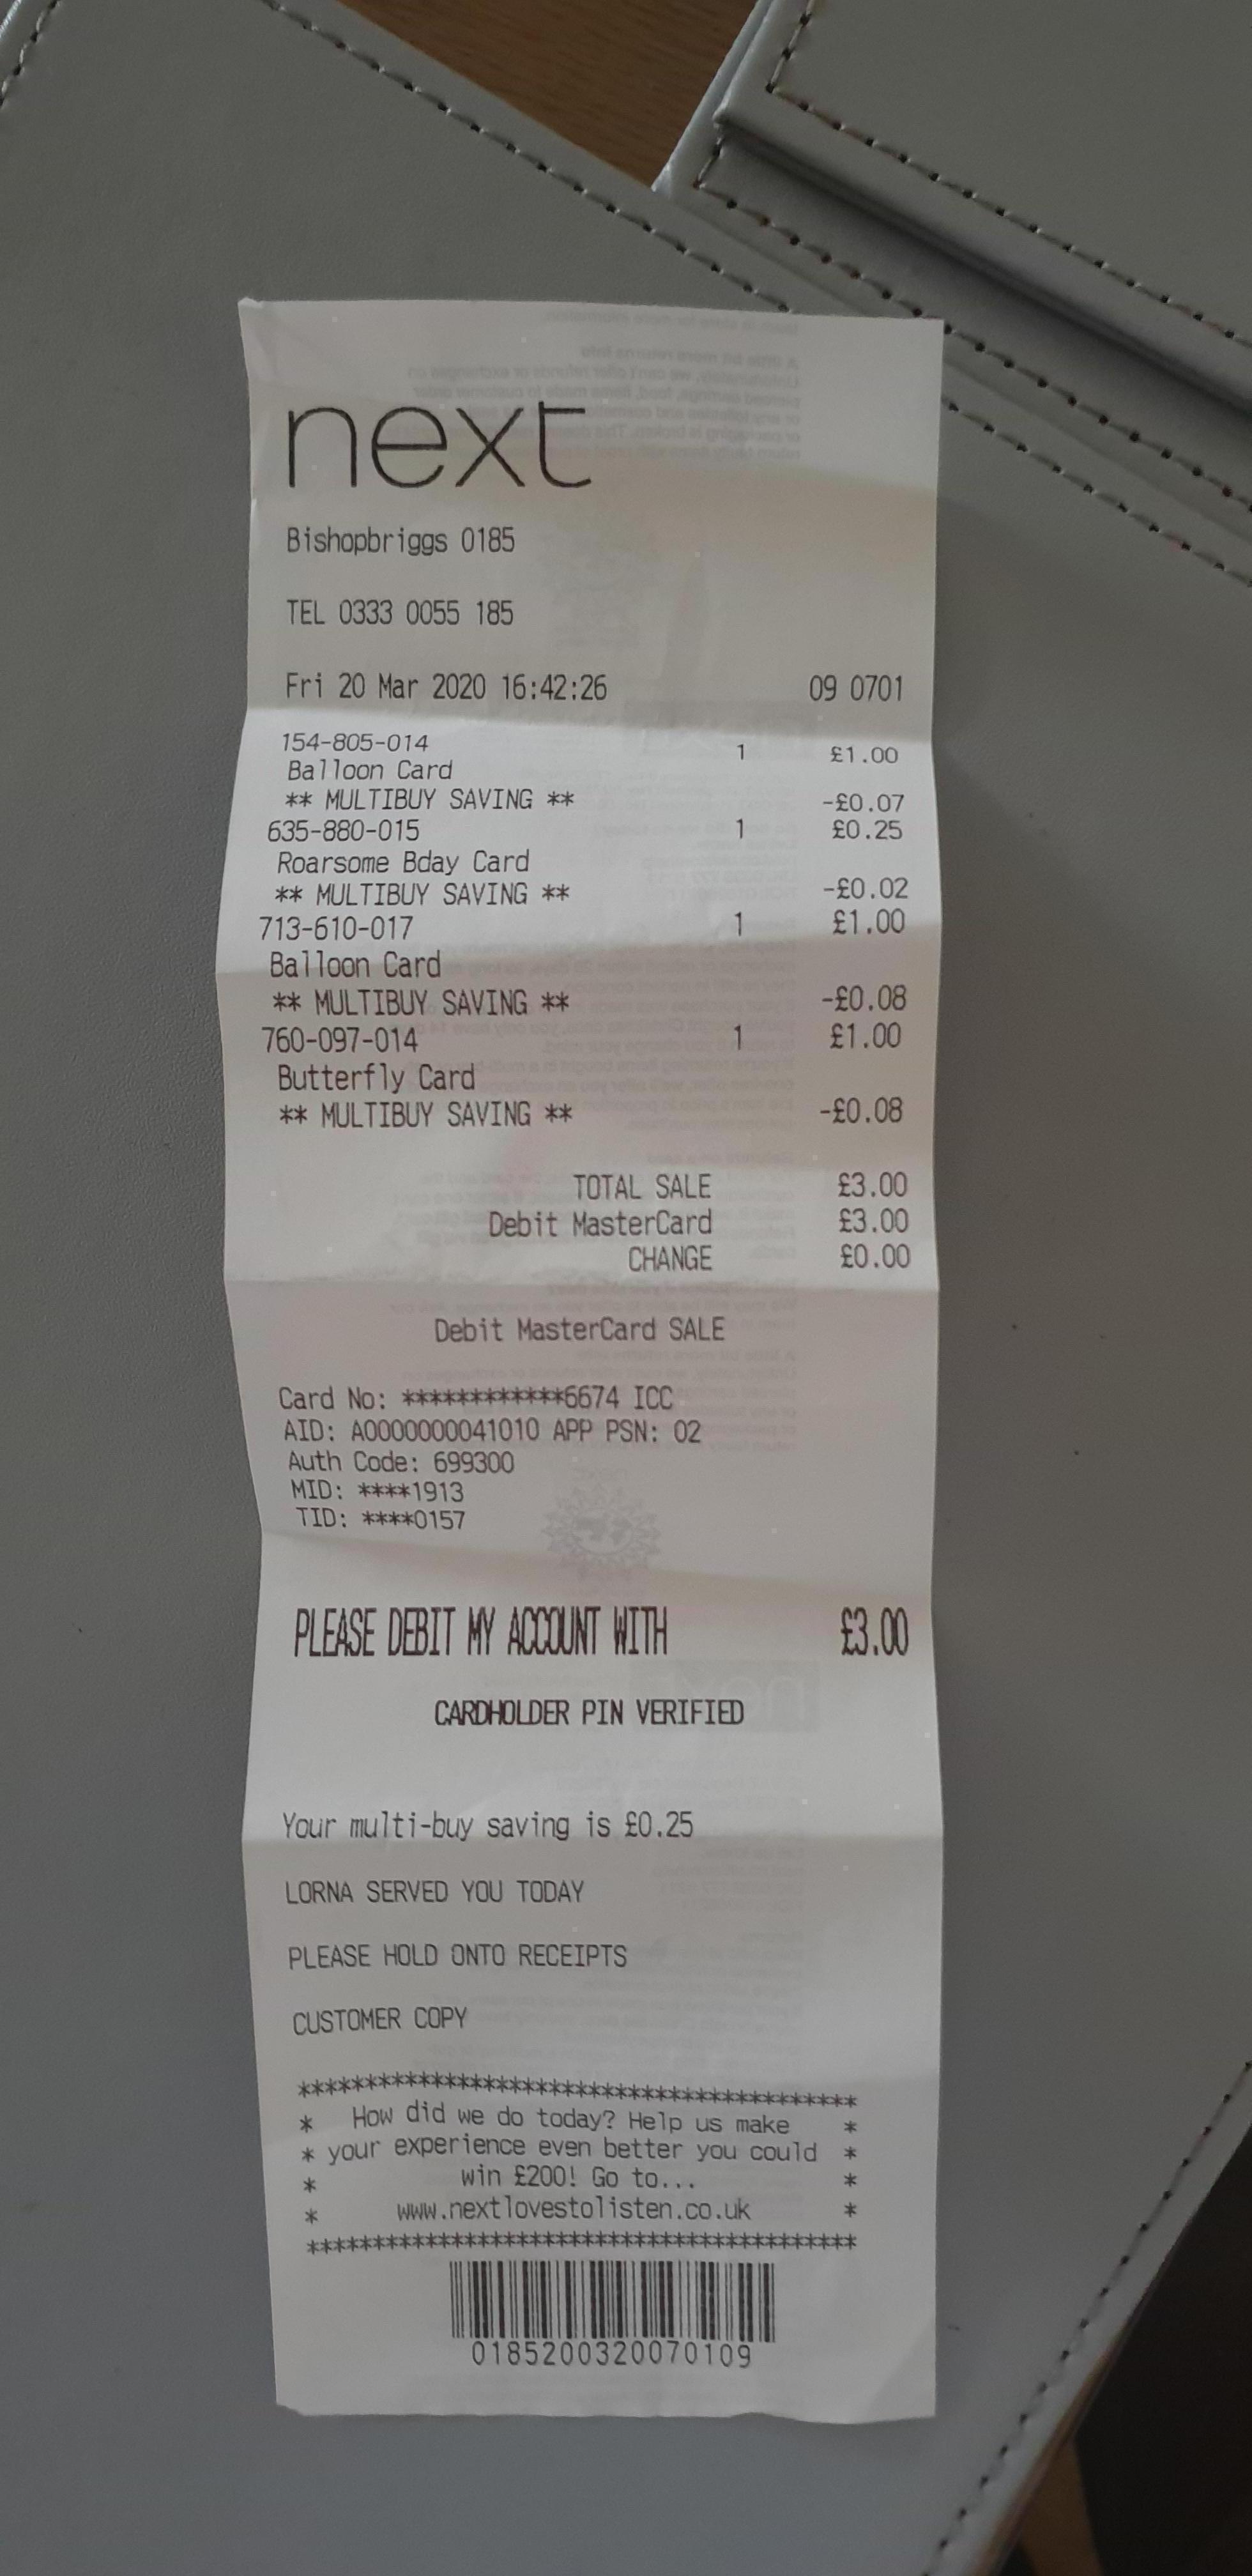 next
Bishopbriggs 0185
TEL 0333 0055 185
Fri 20 Mar 2020 16:42:26 09 0701
154-805-014 1 £1.00
Balloon Card
** MULTIBUY SAVING ** -£0.07
635-880-015 1 £0.25
Roarsome Bday Card
** MULTIBUY SAVING ** -£0.02
713-610-017 1 £1.00
Balloon Card
** MULTIBUY SAVING ** -£0.08
760-097-014 1 £1.00
Butterfly Card
** MULTIBUY SAVING ** -£0.08
TOTAL SALE £3.00
Debit MasterCard £3.00
CHANGE £0.00
Debit MasterCard SALE
Card No: ************6674 ICC
AID: A0000000041010 APP PSN: 02
Auth Code: 699300
MID: ****1913
TID: ****0157
PLEASE DEBIT MY ACCOUNT WITH £3.00
CARDHOLDER PIN VERIFIED
Your multi-buy saving is £0.25
LORNA SERVED YOU TODAY
PLEASE HOLD ONTO RECEIPTS
CUSTOMER COPY
******************************************
* How did we do today? Help us make *
* your experience even better you could *
* win £200! Go to... *
* www.nextlovestolisten.co.uk *
******************************************
0185200320070109